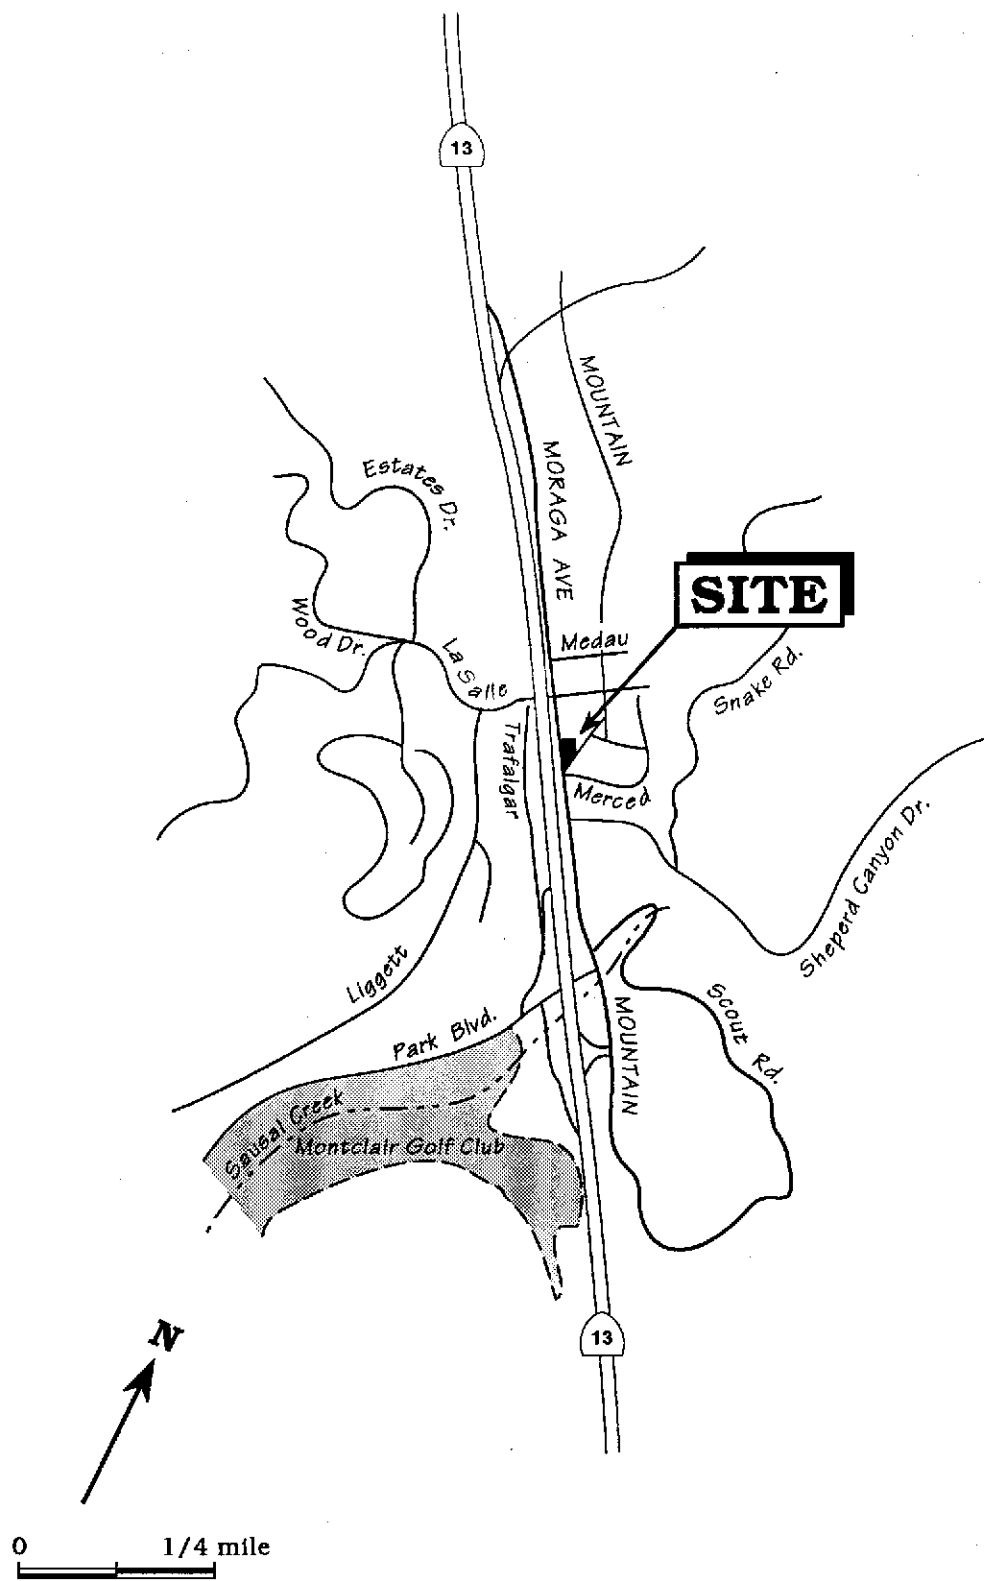 13
MOUNTAIN
Estates Dr.
MORAGA AVE
SITE
Wood Dr.
La Salle
Medau
Snake Rd.
Trafalgar
Merced
Sheperd Canyon Dr.
Liggett
Scout Rd.
Park Blvd.
MOUNTAIN
Sausal Creek
Montclair Golf Club
13
N
0 1/4 mile